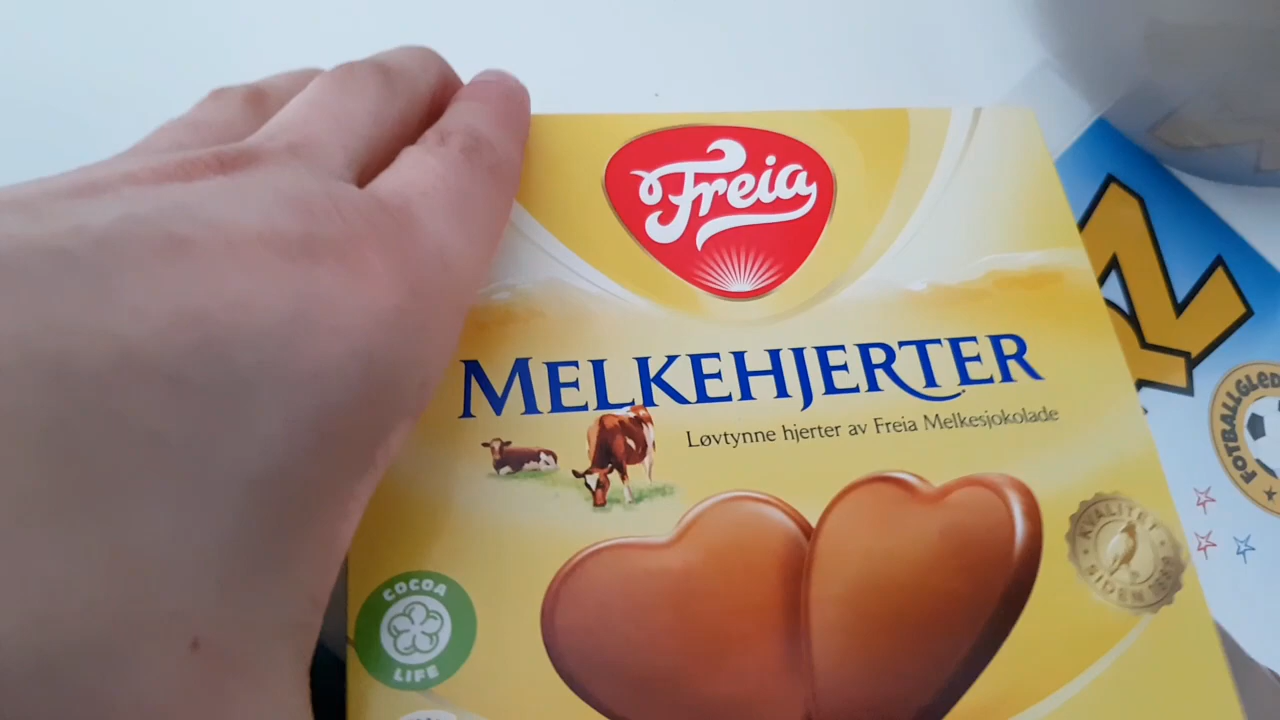 Freia
MELKEHJERTER
Løvtynne hjerter av Freia Melkesjokolade
COCOA
LIFE
KVALITET
SIDEN
FOTBALLGLED